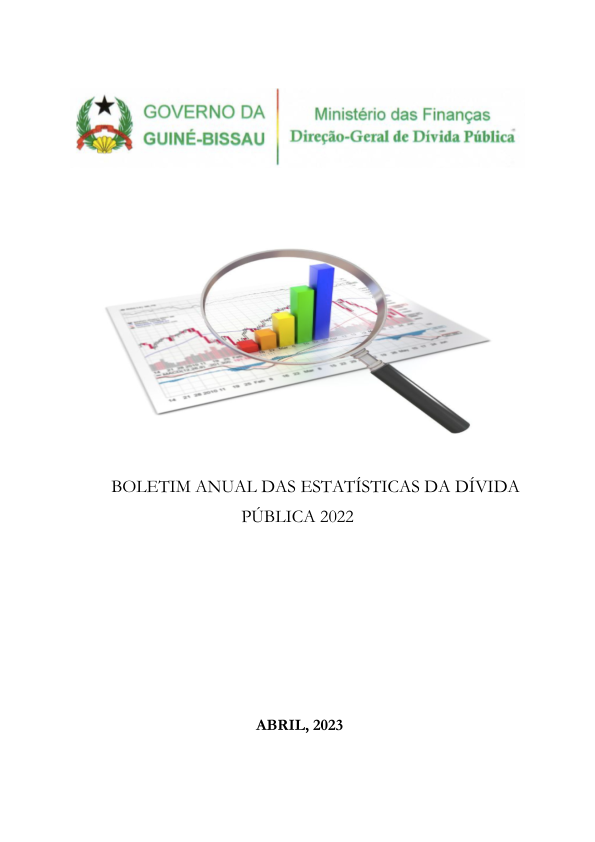 GOVERNO DA
GUINÉ-BISSAU
Ministério das Finanças
Direção-Geral de Dívida Pública
BOLETIM ANUAL DAS ESTATÍSTICAS DA DÍVIDA
PÚBLICA 2022
ABRIL, 2023